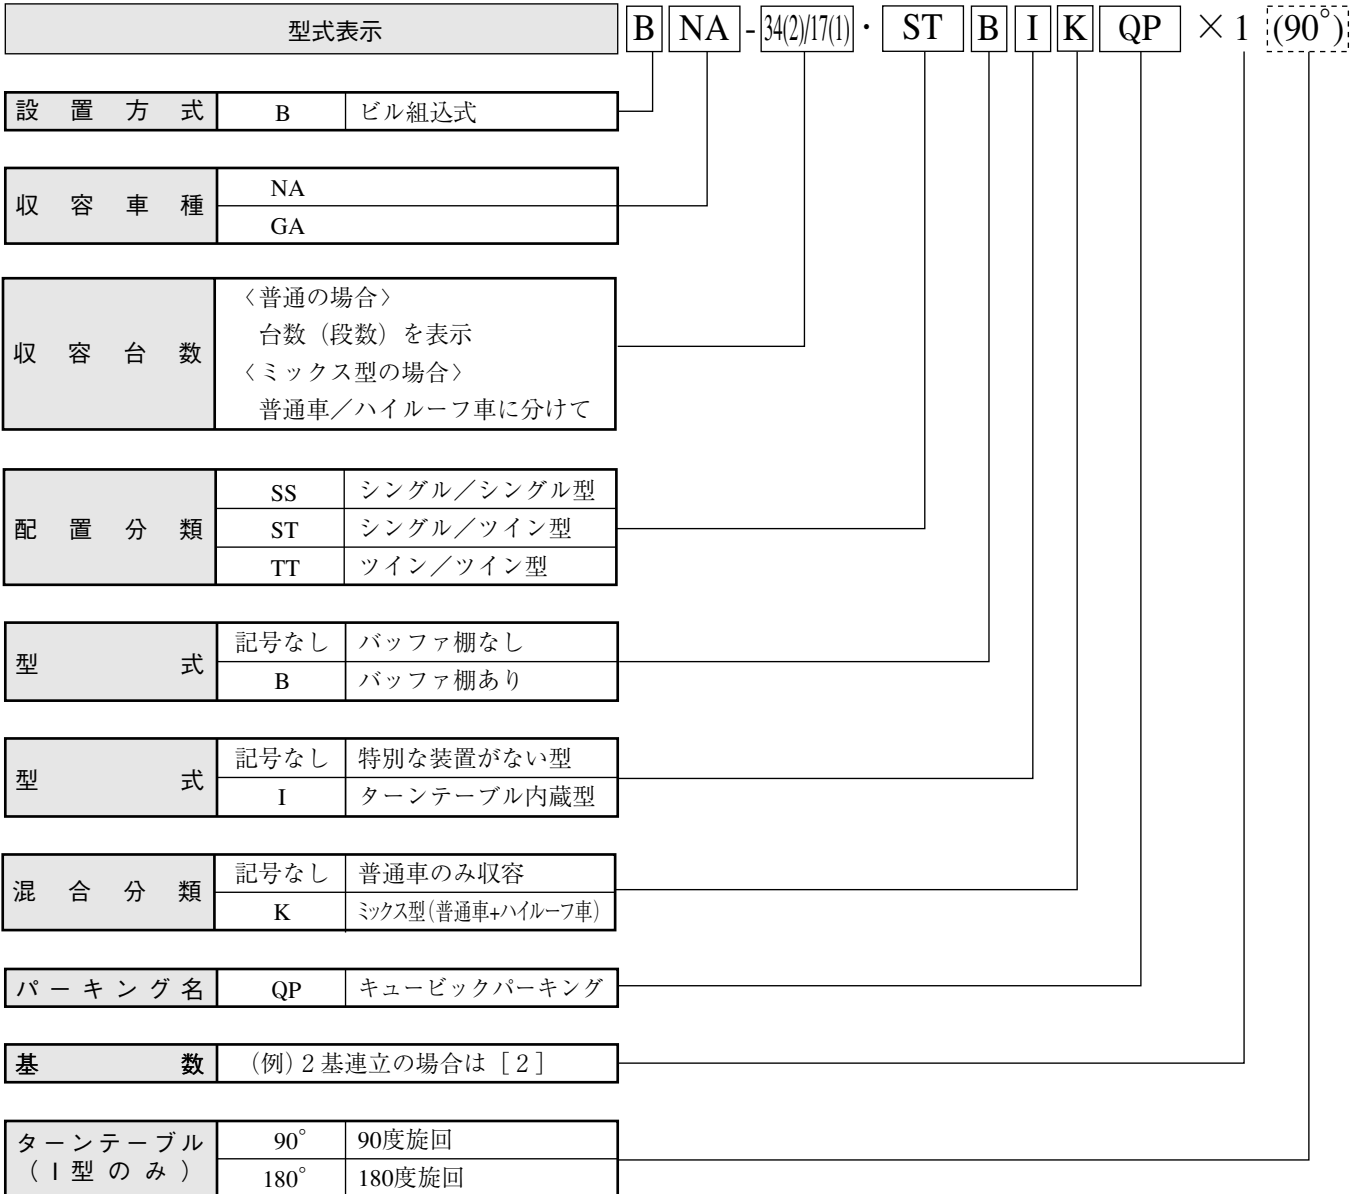 型式表示 B NA - 34(2)/17(1) ・ ST B I K QP ×1 (90°)
設置方式 B ビル組込式
収容車種 NA
GA
収容台数 〈普通の場合〉
台数（段数）を表示
〈ミックス型の場合〉
普通車／ハイルーフ車に分けて
配置分類 SS シングル／シングル型
ST シングル／ツイン型
TT ツイン／ツイン型
型式 記号なし バッファ棚なし
B バッファ棚あり
型式 記号なし 特別な装置がない型
I ターンテーブル内蔵型
混合分類 記号なし 普通車のみ収容
K ミックス型(普通車+ハイルーフ車)
パーキング名 QP キュービックパーキング
基数 (例) 2基連立の場合は［2］
ターンテーブル 90° 90度旋回
（I型のみ） 180° 180度旋回